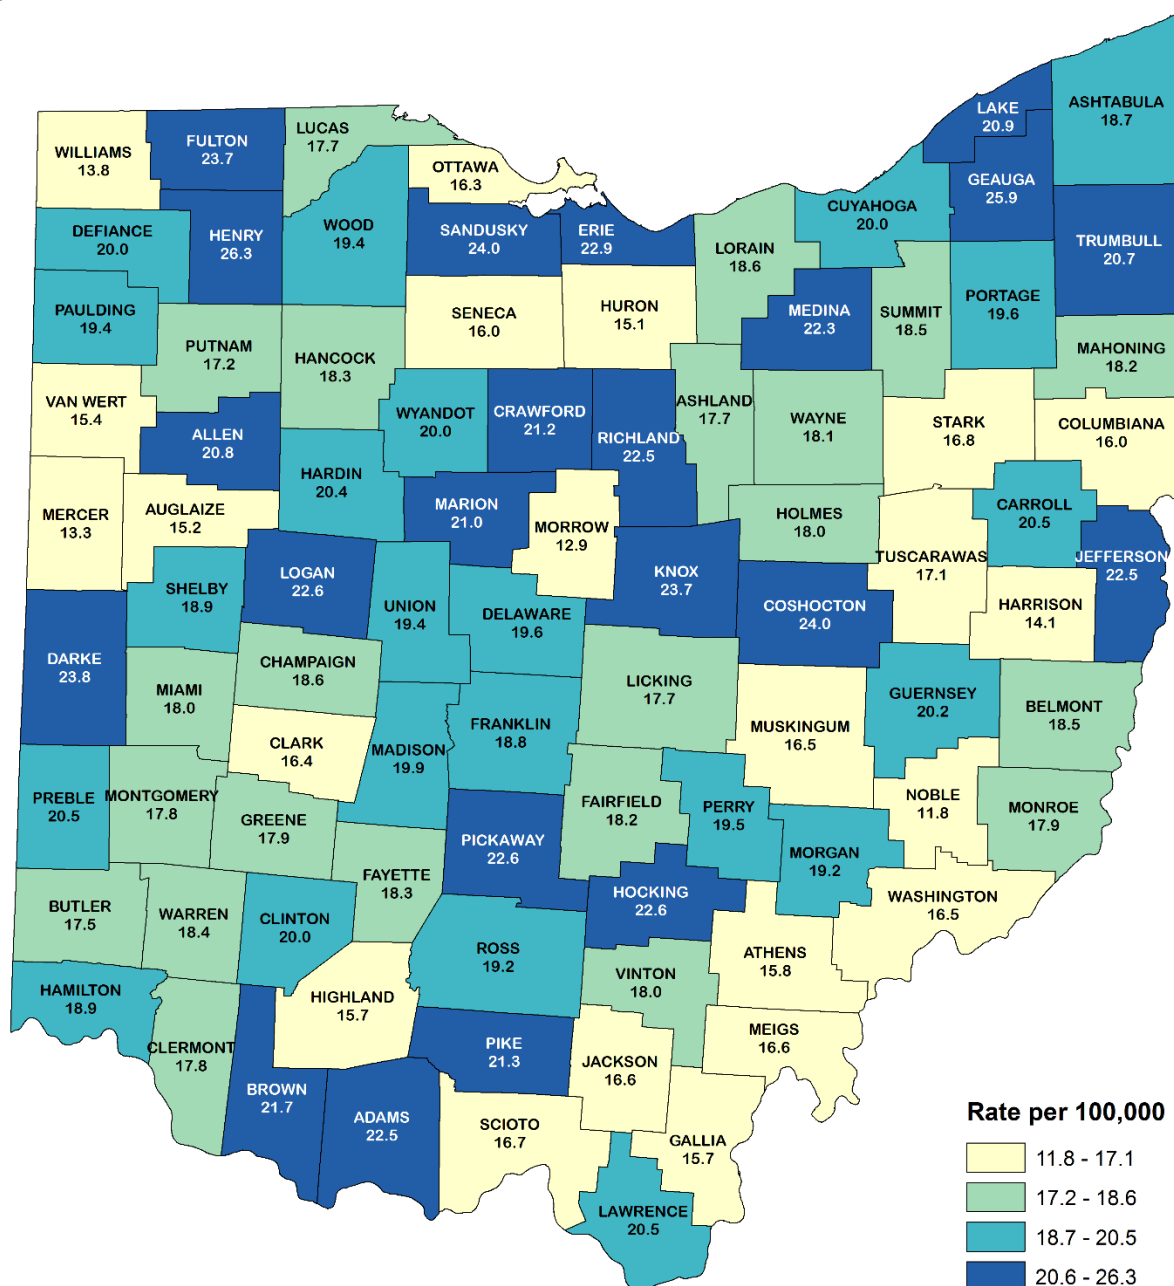 LAKE
20.9
ASHTABULA
18.7
FULTON
23.7
LUCAS
17.7
WILLIAMS
13.8
OTTAWA
16.3
GEAUGA
25.9
CUYAHOGA
20.0
DEFIANCE
20.0
HENRY
26.3
WOOD
19.4
SANDUSKY
24.0
ERIE
22.9
LORAIN
18.6
TRUMBULL
20.7
PAULDING
19.4
SENECA
16.0
HURON
15.1
MEDINA
22.3
SUMMIT
18.5
PORTAGE
19.6
PUTNAM
17.2
HANCOCK
18.3
MAHONING
18.2
VAN WERT
15.4
ALLEN
20.8
WYANDOT
20.0
CRAWFORD
21.2
RICHLAND
22.5
ASHLAND
17.7
WAYNE
18.1
STARK
16.8
COLUMBIANA
16.0
HARDIN
20.4
MERCER
13.3
AUGLAIZE
15.2
MARION
21.0
MORROW
12.9
HOLMES
18.0
CARROLL
20.5
TUSCARAWAS
17.1
JEFFERSON
22.5
LOGAN
22.6
SHELBY
18.9
UNION
19.4
DELAWARE
19.6
KNOX
23.7
COSHOCTON
24.0
HARRISON
14.1
DARKE
23.8
CHAMPAIGN
18.6
MIAMI
18.0
LICKING
17.7
GUERNSEY
20.2
BELMONT
18.5
CLARK
16.4
MADISON
19.9
FRANKLIN
18.8
MUSKINGUM
16.5
PREBLE
20.5
MONTGOMERY
17.8
GREENE
17.9
FAIRFIELD
18.2
PERRY
19.5
NOBLE
11.8
MONROE
17.9
PICKAWAY
22.6
MORGAN
19.2
FAYETTE
18.3
HOCKING
22.6
WASHINGTON
16.5
BUTLER
17.5
WARREN
18.4
CLINTON
20.0
ROSS
19.2
ATHENS
15.8
VINTON
18.0
HAMILTON
18.9
HIGHLAND
15.7
CLERMONT
17.8
PIKE
21.3
MEIGS
16.6
JACKSON
16.6
BROWN
21.7
ADAMS
22.5
SCIOTO
16.7
GALLIA
15.7
LAWRENCE
20.5
Rate per 100,000
11.8 - 17.1
17.2 - 18.6
18.7 - 20.5
20.6 - 26.3